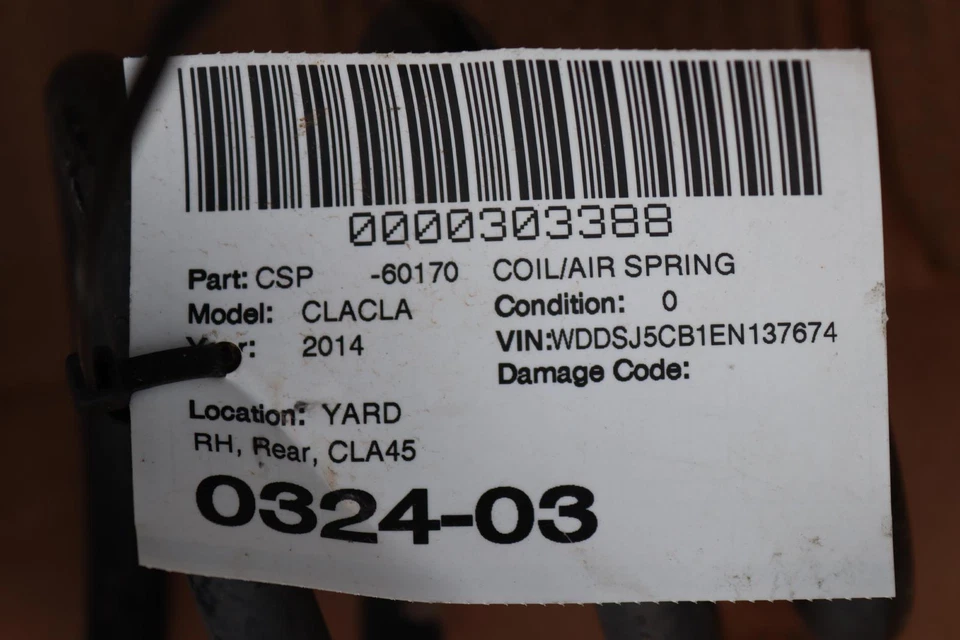 0000303388
Part: CSP -60170 COIL/AIR SPRING
Model: CLACLA Condition: 0
Year: 2014 VIN:WDDSJ5CB1EN137674
Damage Code:
Location: YARD
RH, Rear, CLA45
0324-03